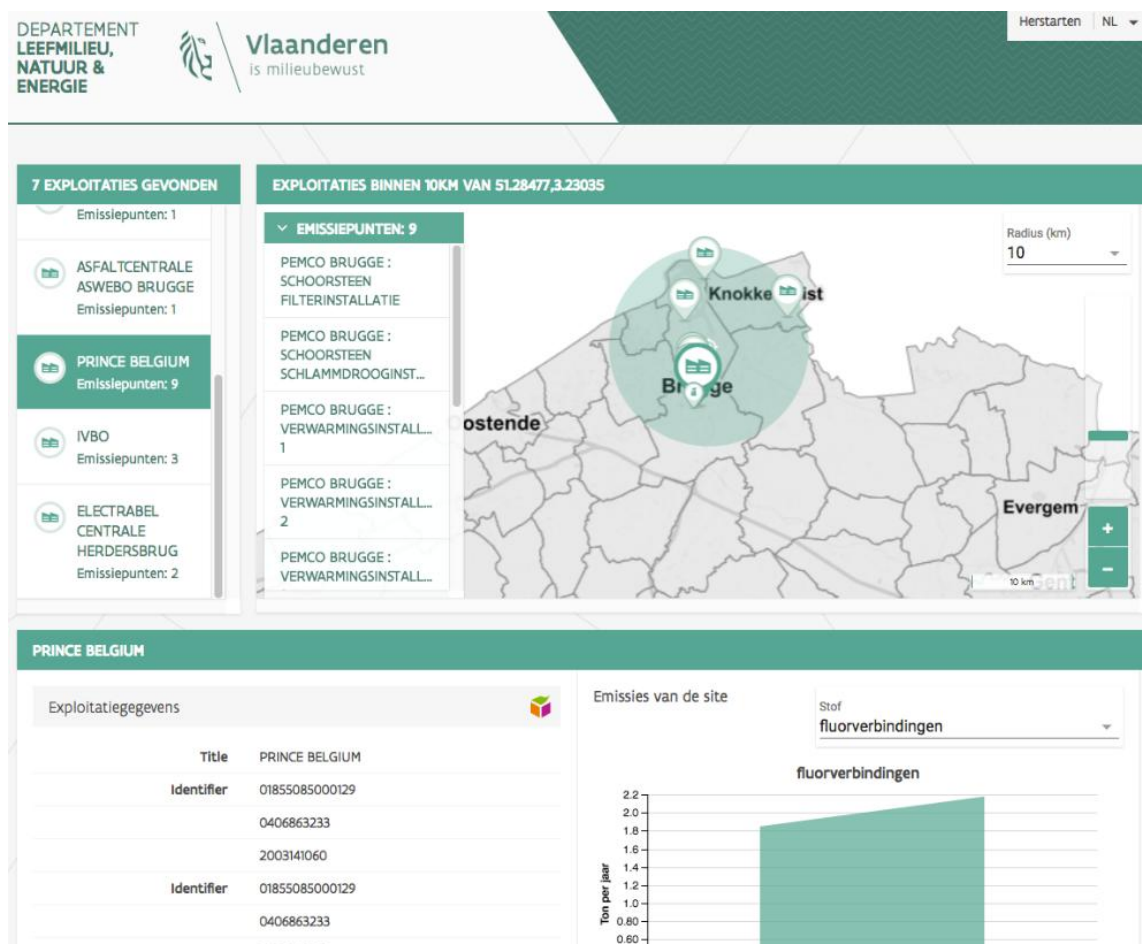 DEPARTEMENT
LEEFMILIEU,
NATUUR &
ENERGIE
Vlaanderen
is milieubewust
Herstarten
NL
7 EXPLOITATIES GEVONDEN
Emissiepunten: 1
ASFALTCENTRALE
ASWEBO BRUGGE
Emissiepunten: 1
PRINCE BELGIUM
Emissiepunten: 9
IVBO
Emissiepunten: 3
ELECTRABEL
CENTRALE
HERDERSBRUG
Emissiepunten: 2
EXPLOITATIES BINNEN 10KM VAN 51.28477,3.23035
EMISSIEPUNTEN: 9
PEMCO BRUGGE :
SCHOORSTEEN
FILTERINSTALLATIE
PEMCO BRUGGE :
SCHOORSTEEN
SCHLAMMDROOGINST...
PEMCO BRUGGE :
VERWARMINGSINSTALL...
1
PEMCO BRUGGE :
VERWARMINGSINSTALL...
2
PEMCO BRUGGE :
VERWARMINGSINSTALL...
Radius (km)
10
Knokke ist
Br ge
ostende
Evergem
10 km
Gent
+
-
PRINCE BELGIUM
Exploitatiegegevens
Title PRINCE BELGIUM
Identifier 01855085000129
0406863233
2003141060
Identifier 01855085000129
0406863233
Emissies van de site
Stof
fluorverbindingen
fluorverbindingen
Ton per jaar
2.2
2.0
1.8
1.6
1.4
1.2
1.0
0.80
0.60